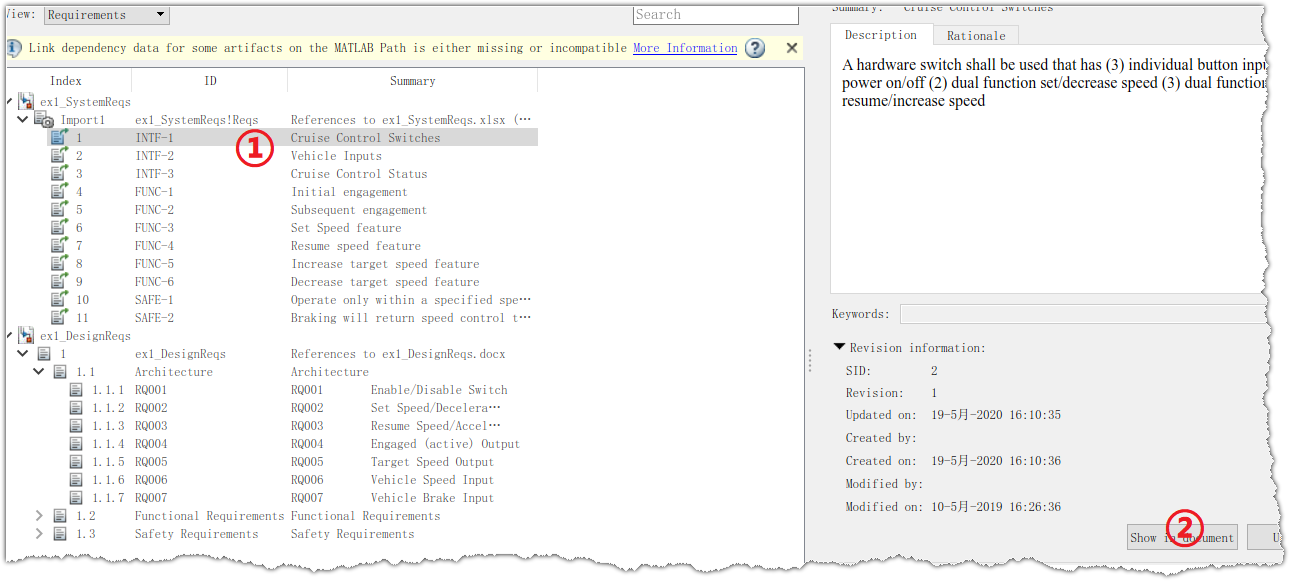 View: Requirements
Search
Link dependency data for some artifacts on the MATLAB Path is either missing or incompatible More Information
Index ID Summary
ex1_SystemReqs
Import1 ex1_SystemReqs!Reqs References to ex1_SystemReqs.xlsx (…
1 INTF-1 Cruise Control Switches
①
2 INTF-2 Vehicle Inputs
3 INTF-3 Cruise Control Status
4 FUNC-1 Initial engagement
5 FUNC-2 Subsequent engagement
6 FUNC-3 Set Speed feature
7 FUNC-4 Resume speed feature
8 FUNC-5 Increase target speed feature
9 FUNC-6 Decrease target speed feature
10 SAFE-1 Operate only within a specified spe…
11 SAFE-2 Braking will return speed control t…
ex1_DesignReqs
1 ex1_DesignReqs References to ex1_DesignReqs.docx
1.1 Architecture Architecture
1.1.1 RQ001 RQ001 Enable/Disable Switch
1.1.2 RQ002 RQ002 Set Speed/Decelera…
1.1.3 RQ003 RQ003 Resume Speed/Accel…
1.1.4 RQ004 RQ004 Engaged (active) Output
1.1.5 RQ005 RQ005 Target Speed Output
1.1.6 RQ006 RQ006 Vehicle Speed Input
1.1.7 RQ007 RQ007 Vehicle Brake Input
1.2 Functional Requirements Functional Requirements
1.3 Safety Requirements Safety Requirements
Summary: Cruise Control Switches
Description Rationale
A hardware switch shall be used that has (3) individual button inpu
power on/off (2) dual function set/decrease speed (3) dual function
resume/increase speed
Keywords:
Revision information:
SID: 2
Revision: 1
Updated on: 19-5月-2020 16:10:35
Created by:
Created on: 19-5月-2020 16:10:36
Modified by:
Modified on: 10-5月-2019 16:26:36
Show in document U
②